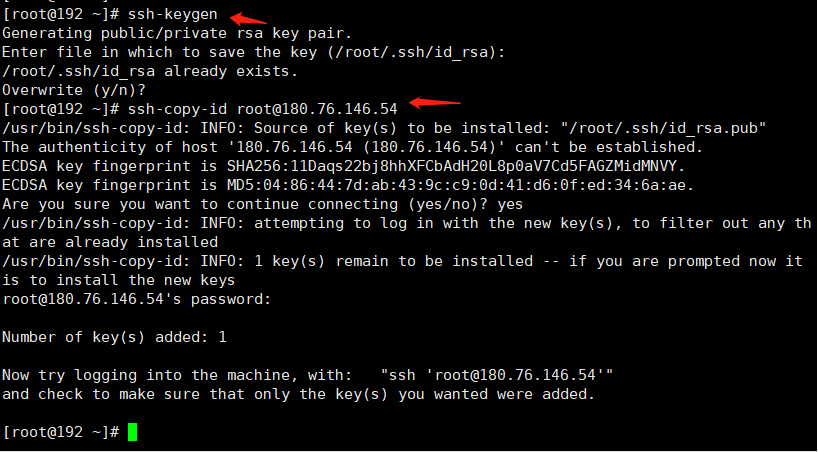 [root@192 ~]# ssh-keygen
Generating public/private rsa key pair.
Enter file in which to save the key (/root/.ssh/id_rsa):
/root/.ssh/id_rsa already exists.
Overwrite (y/n)?
[root@192 ~]# ssh-copy-id root@180.76.146.54
/usr/bin/ssh-copy-id: INFO: Source of key(s) to be installed: "/root/.ssh/id_rsa.pub"
The authenticity of host '180.76.146.54 (180.76.146.54)' can't be established.
ECDSA key fingerprint is SHA256:11Daqs22bj8hhXFCbAdH20L8p0aV7Cd5FAGZMidMNVY.
ECDSA key fingerprint is MD5:04:86:44:7d:ab:43:9c:c9:0d:41:d6:0f:ed:34:6a:ae.
Are you sure you want to continue connecting (yes/no)? yes
/usr/bin/ssh-copy-id: INFO: attempting to log in with the new key(s), to filter out any th
at are already installed
/usr/bin/ssh-copy-id: INFO: 1 key(s) remain to be installed -- if you are prompted now it
is to install the new keys
root@180.76.146.54's password:
Number of key(s) added: 1
Now try logging into the machine, with:   "ssh 'root@180.76.146.54'"
and check to make sure that only the key(s) you wanted were added.
[root@192 ~]#